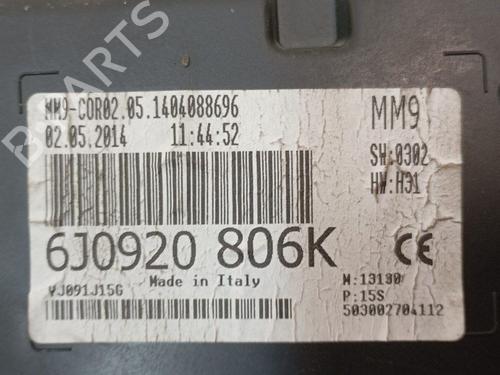 MM9-COR02.05.1404088696
02.05.2014 11:44:52
MM9
SW:0302
HW:H31
6J0920 806K
CE
VJ091J15G
Made in Italy
M:13130
P:15S
503002704112
PARTS